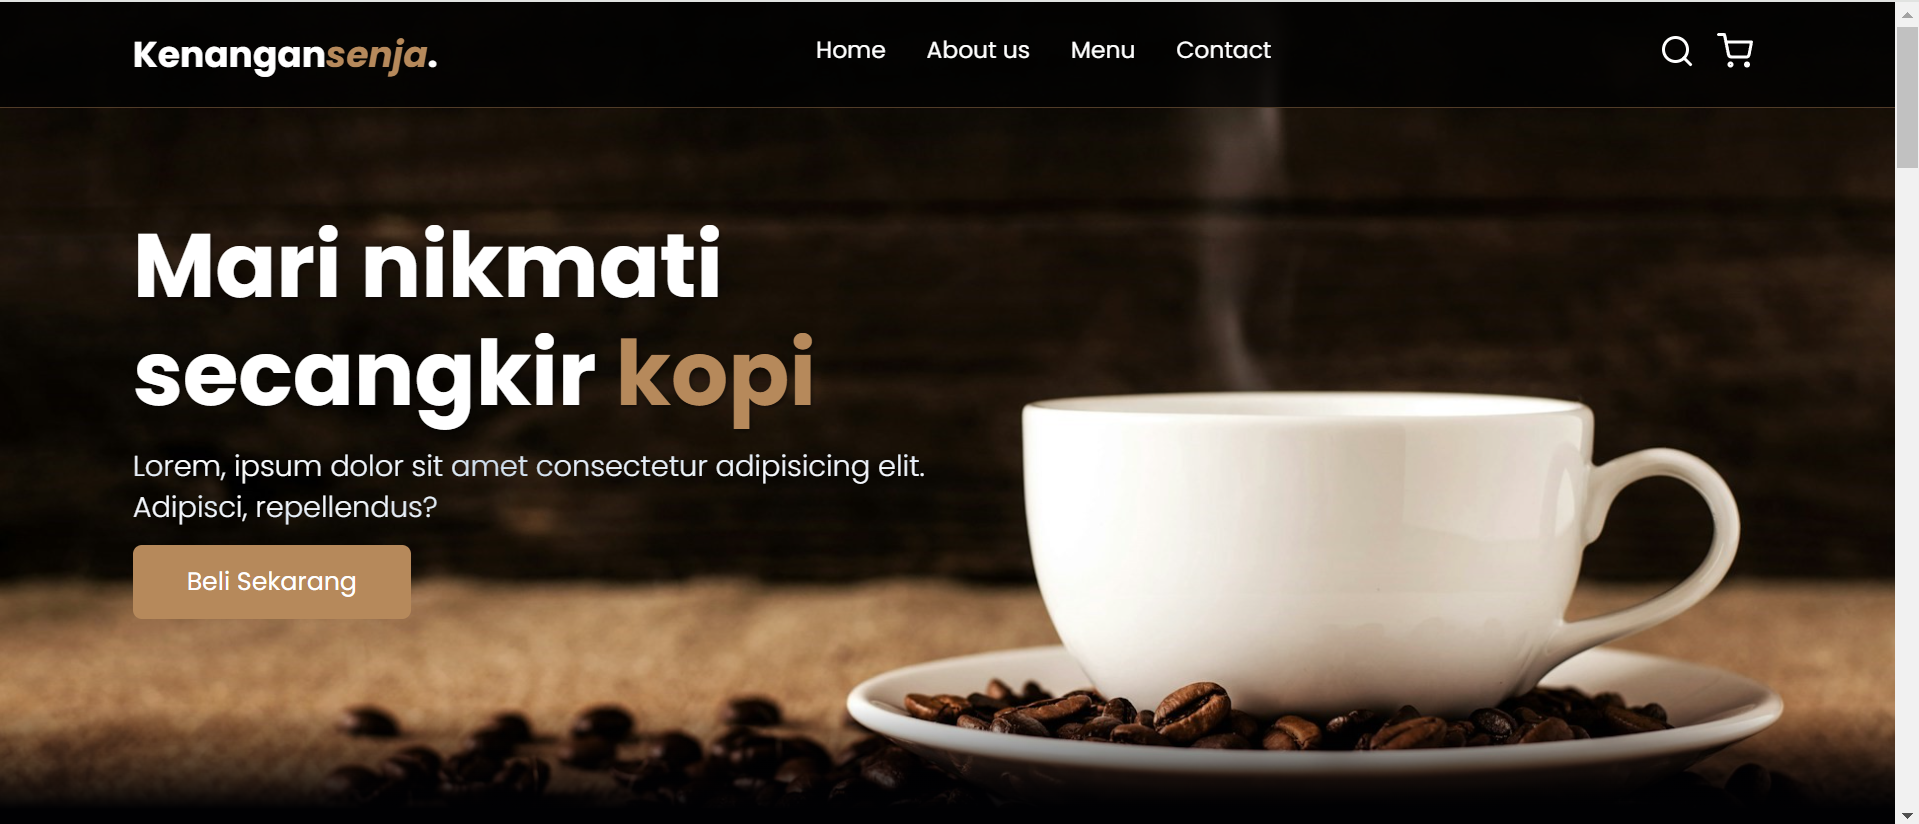 Kenangansenja.
Home About us Menu Contact
Mari nikmati
secangkir kopi
Lorem, ipsum dolor sit amet consectetur adipisicing elit.
Adipisci, repellendus?
Beli Sekarang